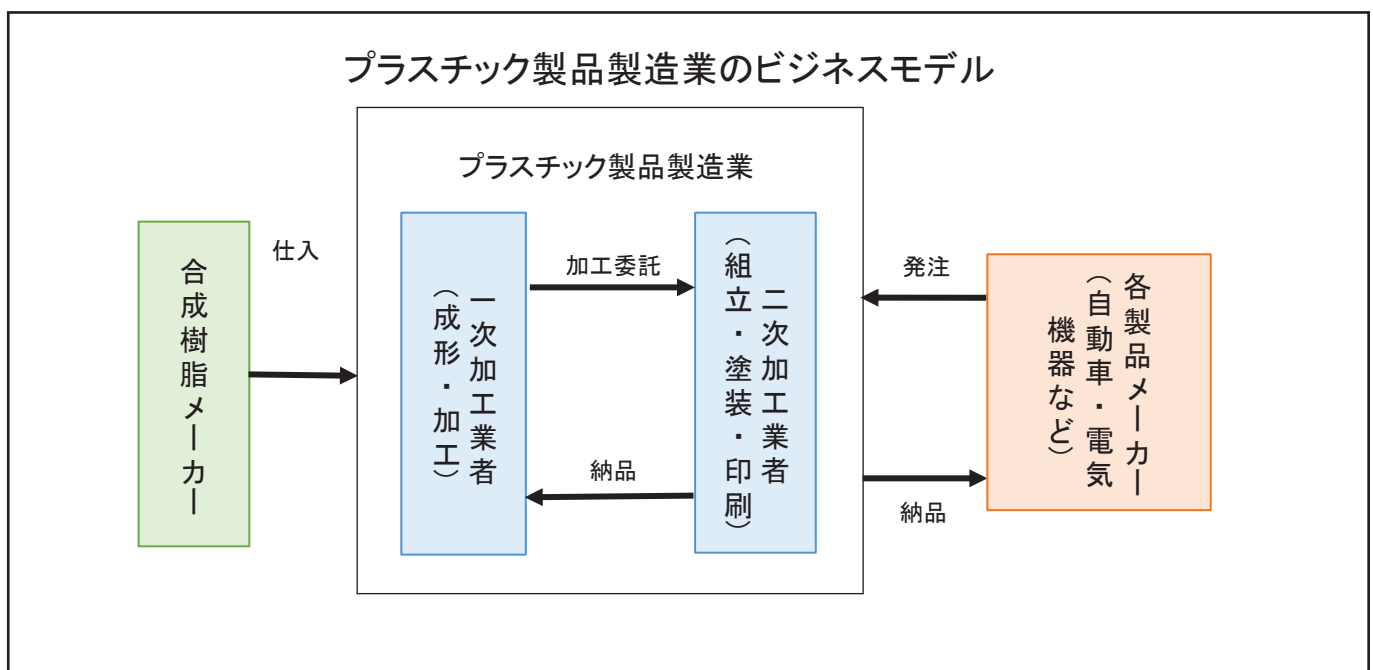 プラスチック製品製造業のビジネスモデル
プラスチック製品製造業
合成樹脂メーカー
仕入
一次加工業者
（成形・加工）
加工委託
納品
二次加工業者
（組立・塗装・印刷）
発注
納品
各製品メーカー
（自動車・電気
機器など）